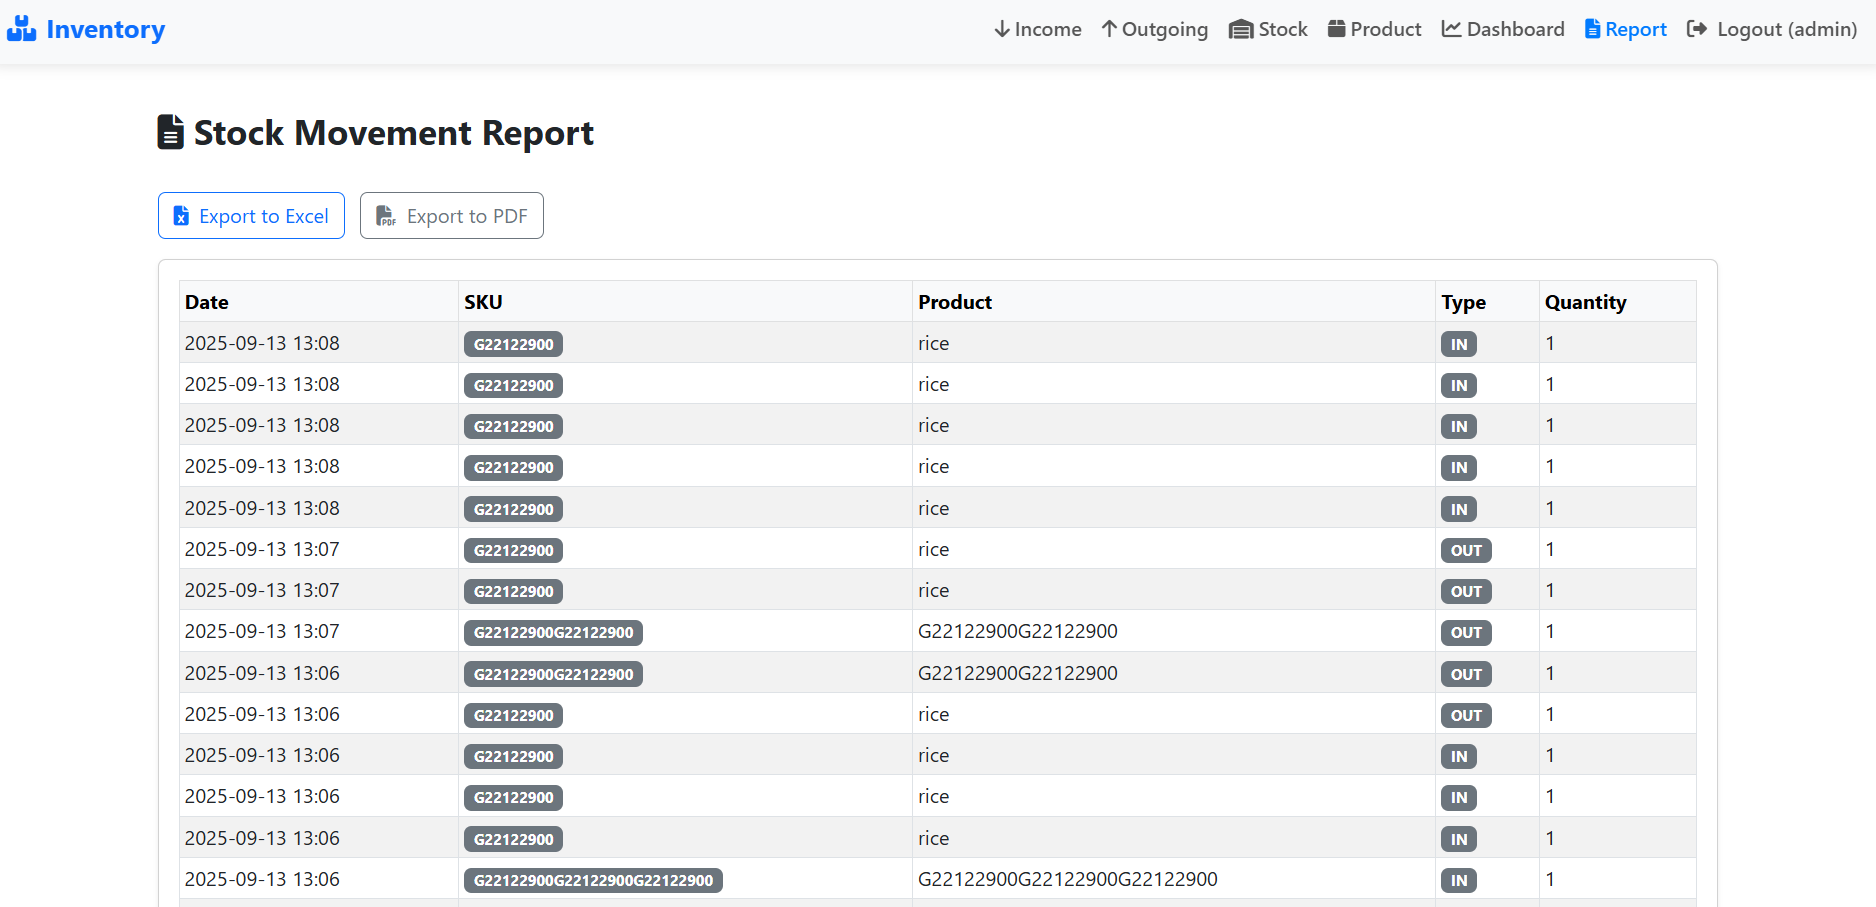 Inventory Income Outgoing Stock Product Dashboard Report Logout (admin)
Stock Movement Report
Export to Excel PDF Export to PDF
Date SKU Product Type Quantity
2025-09-13 13:08 G22122900 rice IN 1
2025-09-13 13:08 G22122900 rice IN 1
2025-09-13 13:08 G22122900 rice IN 1
2025-09-13 13:08 G22122900 rice IN 1
2025-09-13 13:08 G22122900 rice IN 1
2025-09-13 13:07 G22122900 rice OUT 1
2025-09-13 13:07 G22122900 rice OUT 1
2025-09-13 13:07 G22122900G22122900 G22122900G22122900 OUT 1
2025-09-13 13:06 G22122900G22122900 G22122900G22122900 OUT 1
2025-09-13 13:06 G22122900 rice OUT 1
2025-09-13 13:06 G22122900 rice IN 1
2025-09-13 13:06 G22122900 rice IN 1
2025-09-13 13:06 G22122900 rice IN 1
2025-09-13 13:06 G22122900G22122900G22122900 G22122900G22122900G22122900 IN 1